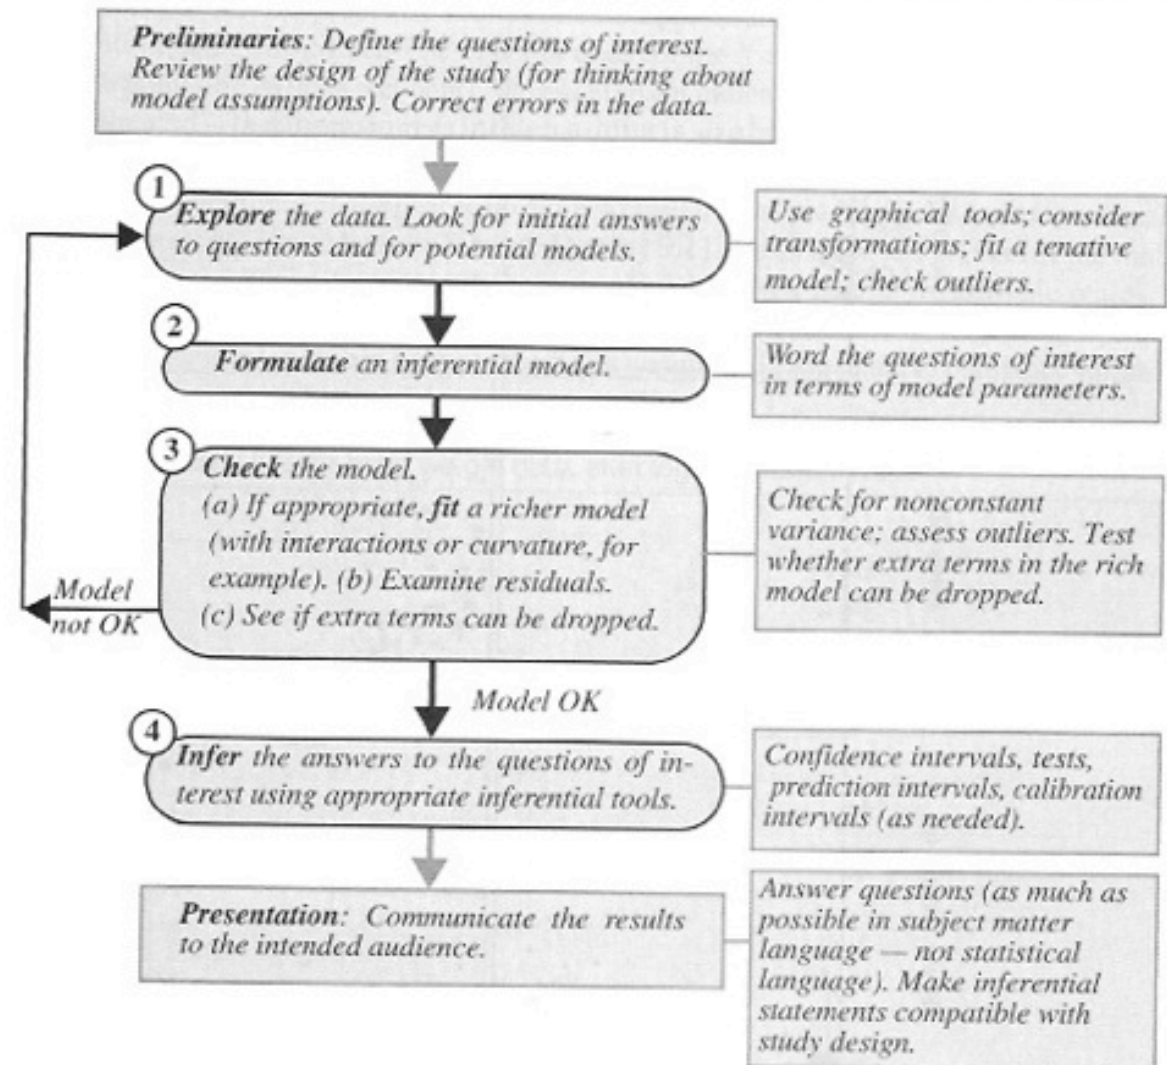 Preliminaries: Define the questions of interest.
Review the design of the study (for thinking about
model assumptions). Correct errors in the data.
1
Explore the data. Look for initial answers
to questions and for potential models.
Use graphical tools; consider
transformations; fit a tenative
model; check outliers.
2
Formulate an inferential model.
Word the questions of interest
in terms of model parameters.
3
Check the model.
(a) If appropriate, fit a richer model
(with interactions or curvature, for
example). (b) Examine residuals.
(c) See if extra terms can be dropped.
Check for nonconstant
variance; assess outliers. Test
whether extra terms in the rich
model can be dropped.
Model
not OK
Model OK
4
Infer the answers to the questions of in-
terest using appropriate inferential tools.
Confidence intervals, tests,
prediction intervals, calibration
intervals (as needed).
Presentation: Communicate the results
to the intended audience.
Answer questions (as much as
possible in subject matter
language — not statistical
language). Make inferential
statements compatible with
study design.